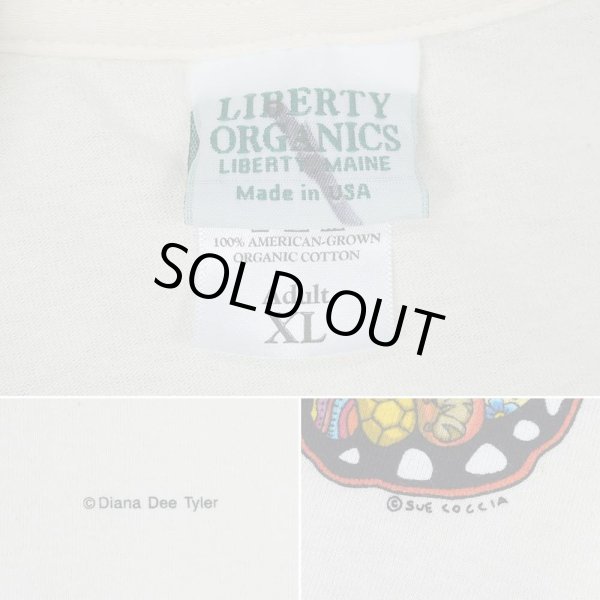 LIBERTY
ORGANICS
LIBERTY MAINE
Made in USA
100% AMERICAN-GROWN
ORGANIC COTTON
Adult
XL
SOLD OUT
© Diana Dee Tyler
© SUE COCCIA